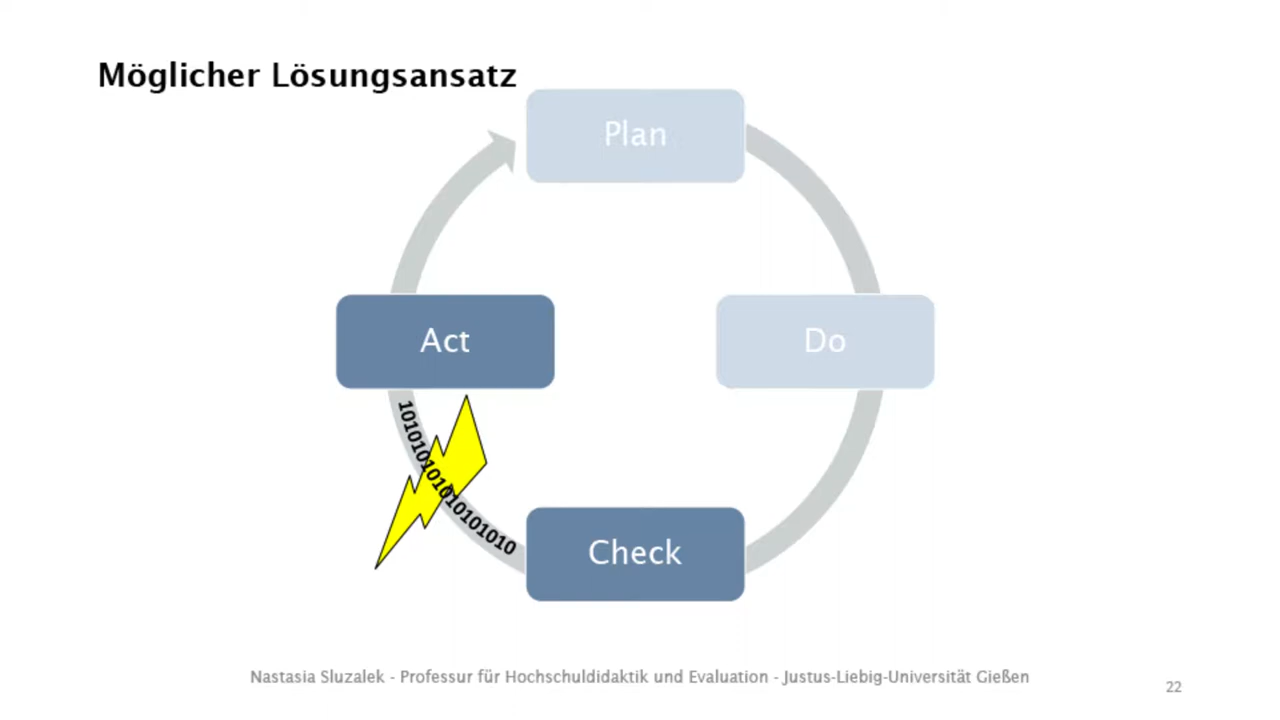 Möglicher Lösungsansatz
Plan
Act
Do
10101010101010101010
Check
Nastasia Sluzalek - Professur für Hochschuldidaktik und Evaluation - Justus-Liebig-Universität Gießen
22